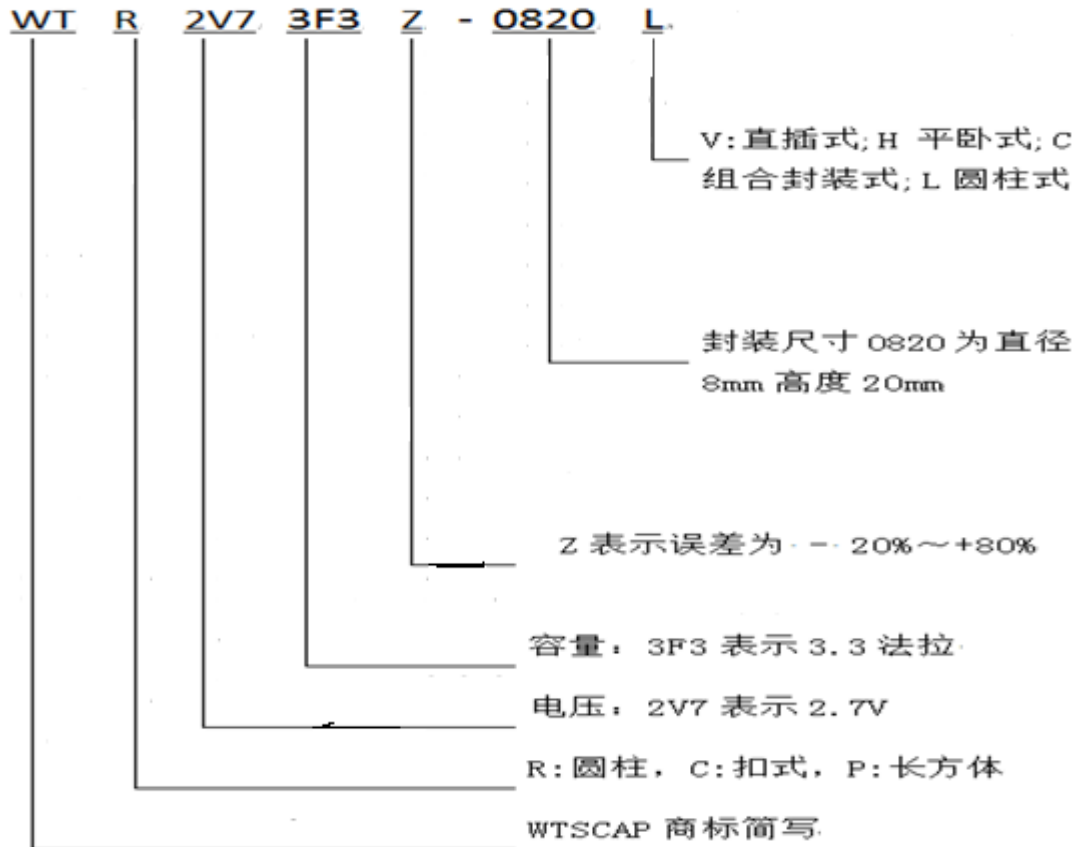 WT R 2V7 3F3 Z - 0820 L
V:直插式;H 平卧式;C
组合封装式;L 圆柱式
封装尺寸 0820 为直径
8mm 高度 20mm
Z 表示误差为 - 20%～+80%
容量：3F3 表示 3.3 法拉
电压：2V7 表示 2.7V
R:圆柱，C:扣式，P:长方体
WTSCAP 商标简写